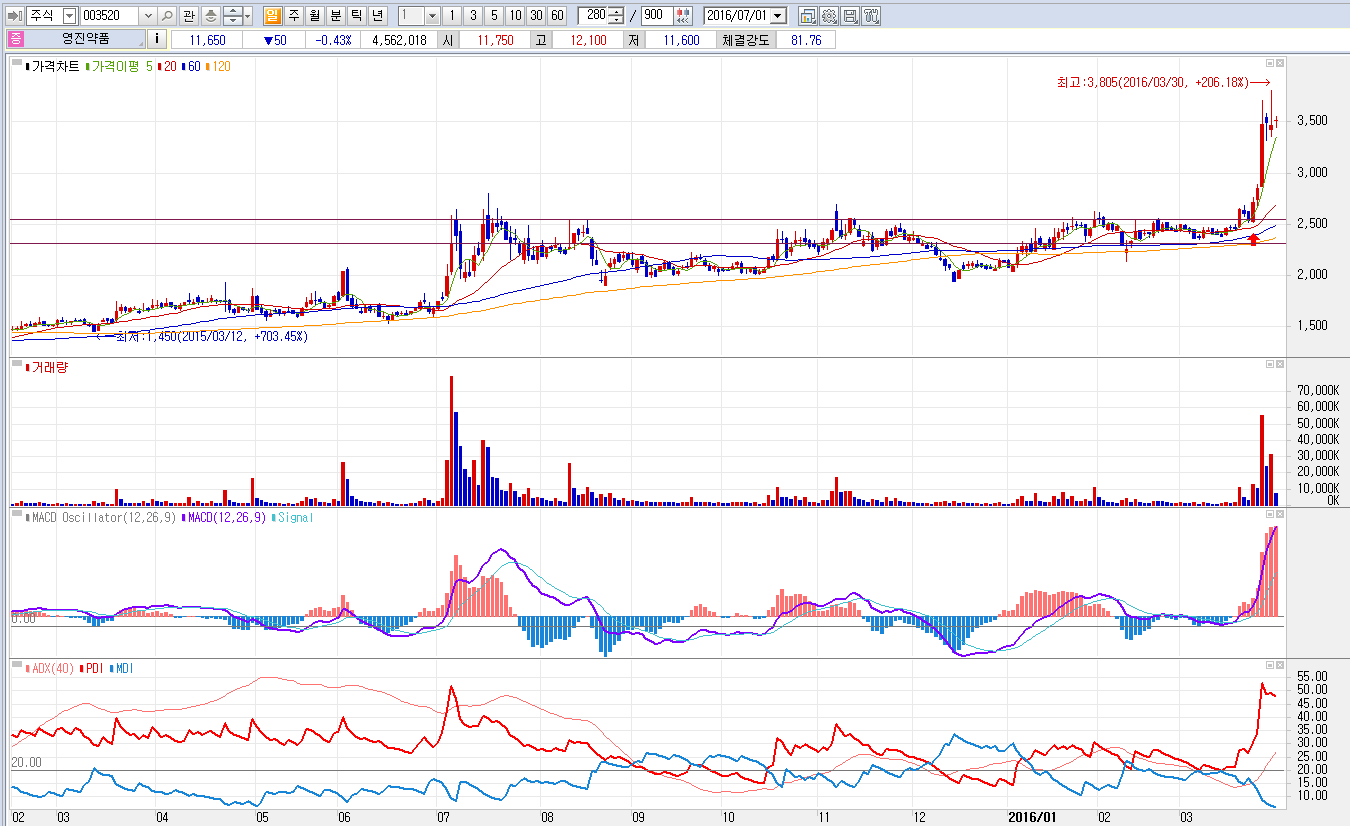 주식 003520 관 일 주 월 분 틱 년 1 1 3 5 10 30 60 280 / 900 2016/07/01
증 영진약품 i 11,650 ▼50 -0.43% 4,562,018 시 11,750 고 12,100 저 11,600 체결강도 81.76
가격차트 가격이평 5 20 60 120
최고:3,805(2016/03/30, +206.18%)
3,500
3,000
2,500
2,000
1,500
최저:1,450(2015/03/12, +703.45%)
거래량
70,000K
60,000K
50,000K
40,000K
30,000K
20,000K
10,000K
0K
MACD Oscillator(12,26,9) MACD(12,26,9) Signal
0.00
ADX(40) PDI MDI
55.00
50.00
45.00
40.00
35.00
30.00
25.00
20.00
20.00
15.00
10.00
02 03 04 05 06 07 08 09 10 11 12 2016/01 02 03